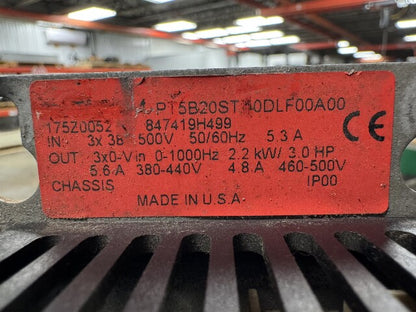 PT5B20ST 0DLF00A00
175Z0052 847419H499
IN: 3x 38 500V 50/60Hz 5.3 A
OUT: 3x0-Vin 0-1000Hz 2.2 kW/ 3.0 HP
5.6 A 380-440V 4.8 A 460-500V
CHASSIS IP00
MADE IN U.S.A
CE